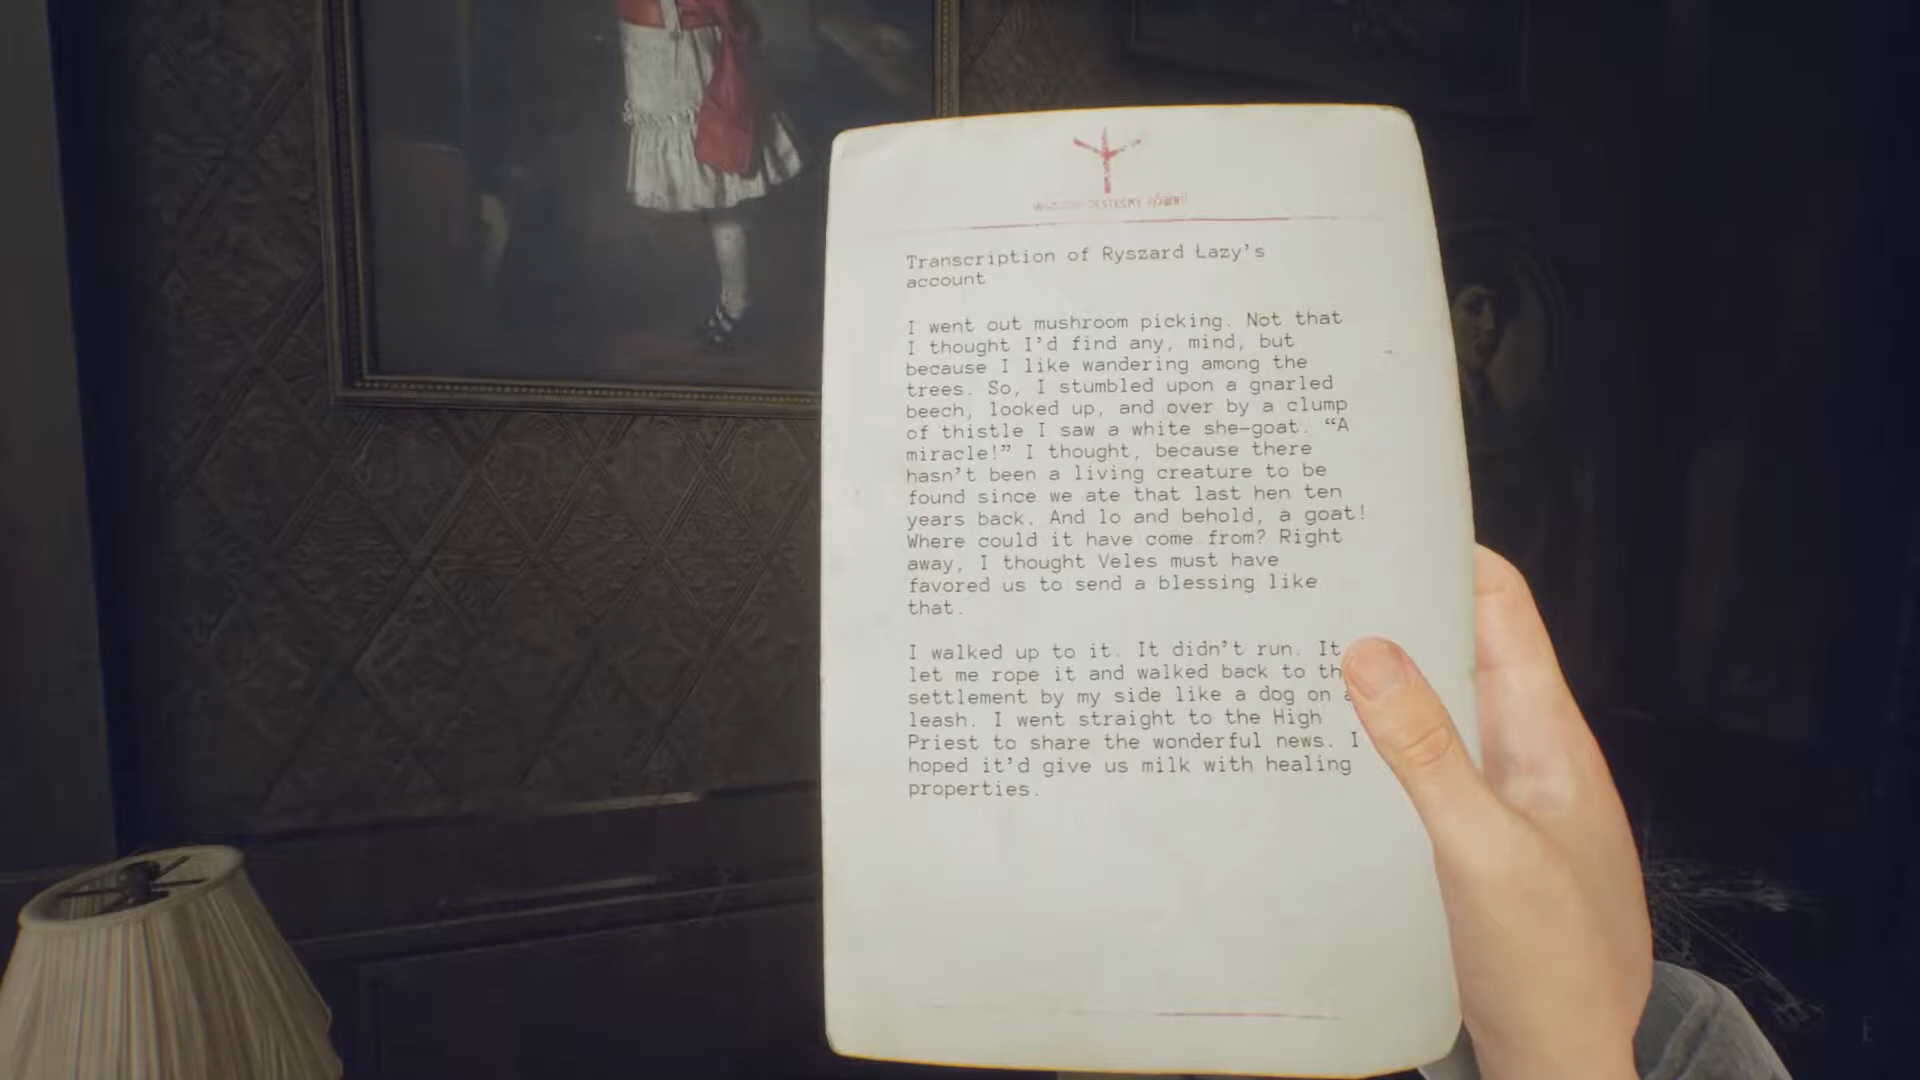 JESTEŚMY
Transcription of Ryszard Łazy's
account
I went out mushroom picking. Not that
I thought I'd find any, mind, but
because I like wandering among the
trees. So, I stumbled upon a gnarled
beech, looked up, and over by a clump
of thistle I saw a white she-goat. “A
miracle!” I thought, because there
hasn't been a living creature to be
found since we ate that last hen ten
years back. And lo and behold, a goat!
Where could it have come from? Right
away, I thought Veles must have
favored us to send a blessing like
that.
I walked up to it. It didn't run. It
let me rope it and walked back to th
settlement by my side like a dog on a
leash. I went straight to the High
Priest to share the wonderful news. I
hoped it'd give us milk with healing
properties.
E